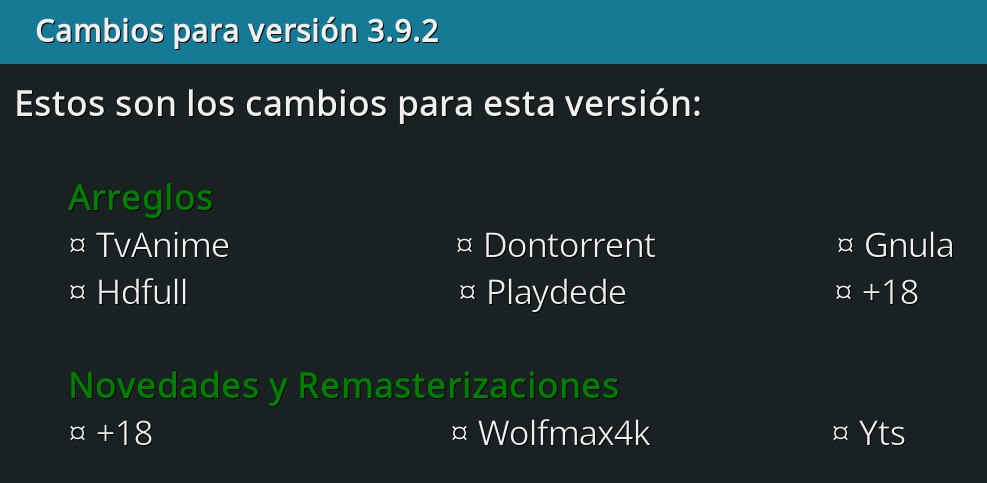 Cambios para versión 3.9.2
Estos son los cambios para esta versión:
Arreglos
¤ TvAnime ¤ Dontorrent ¤ Gnula
¤ Hdfull ¤ Playdede ¤ +18
Novedades y Remasterizaciones
¤ +18 ¤ Wolfmax4k ¤ Yts